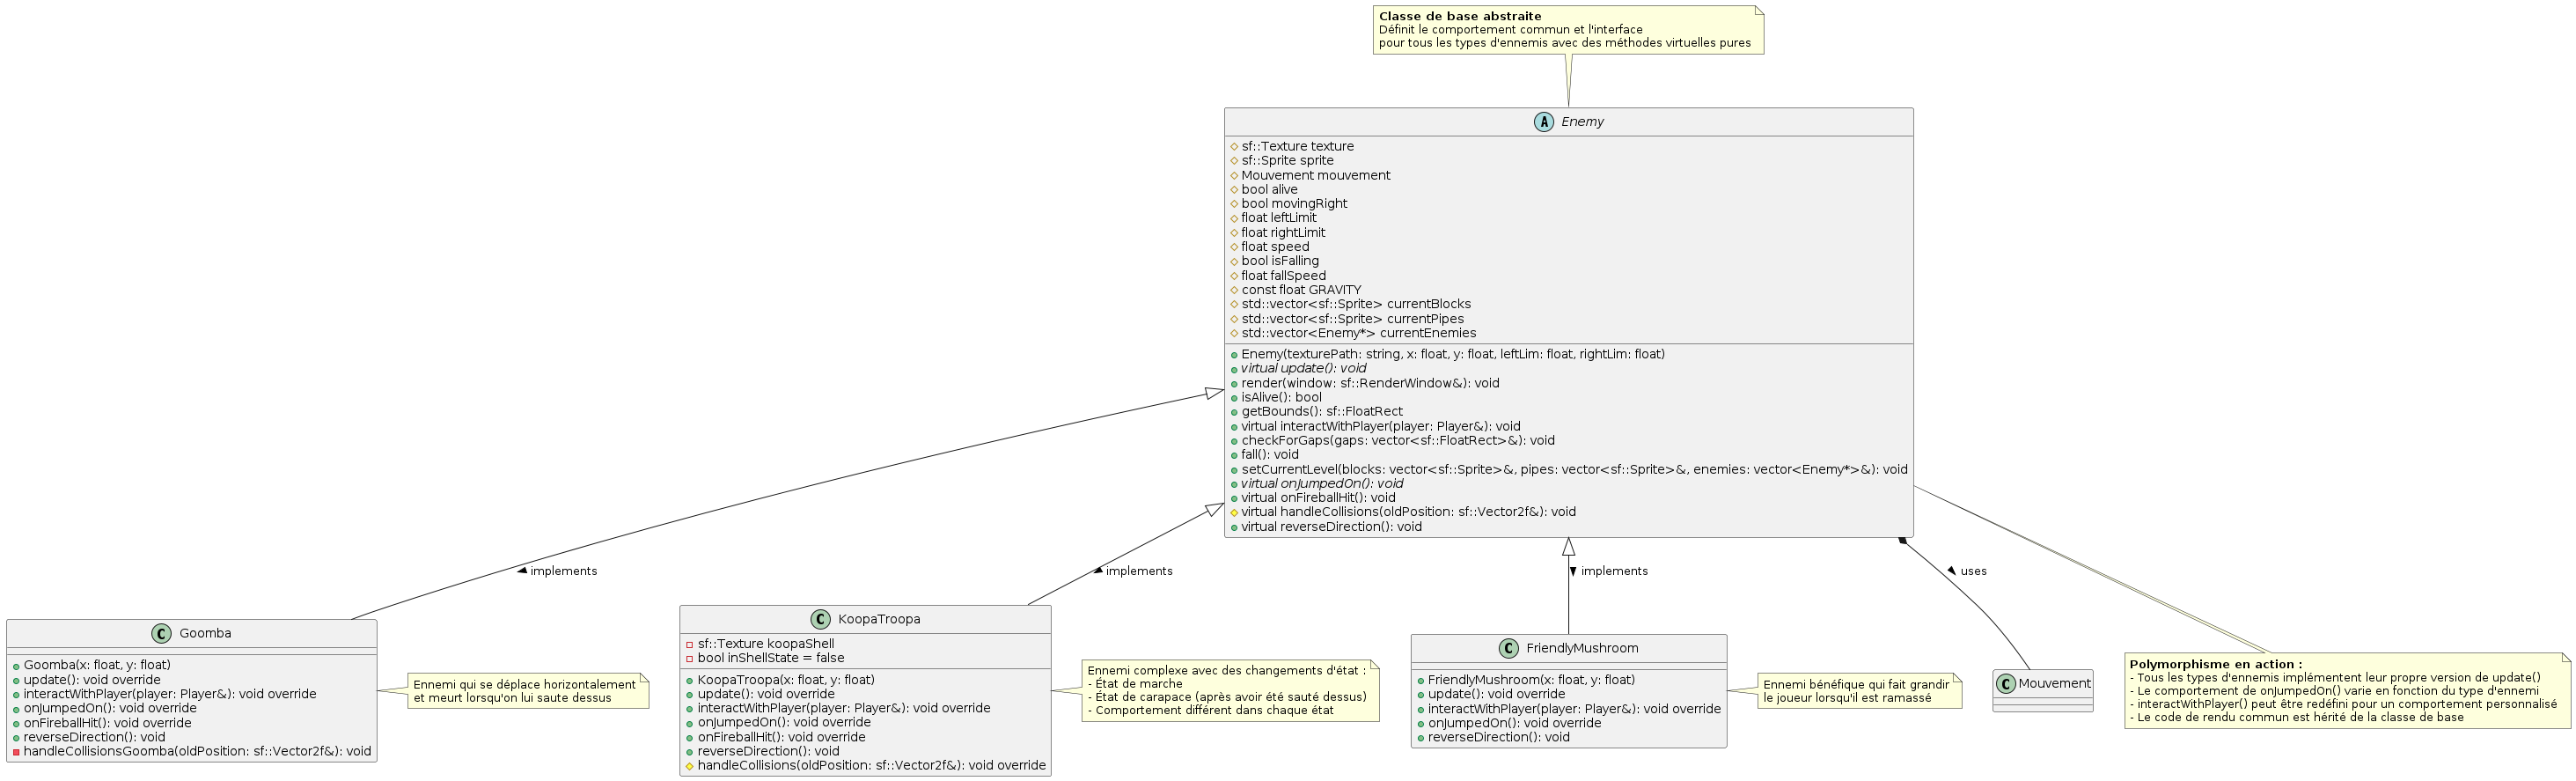 Classe de base abstraite
Définit le comportement commun et l'interface
pour tous les types d'ennemis avec des méthodes virtuelles pures
A Enemy
sf::Texture texture
sf::Sprite sprite
Mouvement mouvement
bool alive
bool movingRight
float leftLimit
float rightLimit
float speed
bool isFalling
float fallSpeed
const float GRAVITY
std::vector<sf::Sprite> currentBlocks
std::vector<sf::Sprite> currentPipes
std::vector<Enemy*> currentEnemies
Enemy(texturePath: string, x: float, y: float, leftLim: float, rightLim: float)
virtual update(): void
render(window: sf::RenderWindow&): void
isAlive(): bool
getBounds(): sf::FloatRect
virtual interactWithPlayer(player: Player&): void
checkForGaps(gaps: vector<sf::FloatRect>&): void
fall(): void
setCurrentLevel(blocks: vector<sf::Sprite>&, pipes: vector<sf::Sprite>&, enemies: vector<Enemy*>&): void
virtual onJumpedOn(): void
virtual onFireballHit(): void
virtual handleCollisions(oldPosition: sf::Vector2f&): void
virtual reverseDirection(): void
implements
implements
implements
uses
C Goomba
Goomba(x: float, y: float)
update(): void override
interactWithPlayer(player: Player&): void override
onJumpedOn(): void override
onFireballHit(): void override
reverseDirection(): void
handleCollisionsGoomba(oldPosition: sf::Vector2f&): void
Ennemi qui se déplace horizontalement
et meurt lorsqu'on lui saute dessus
C KoopaTroopa
sf::Texture koopaShell
bool inShellState = false
KoopaTroopa(x: float, y: float)
update(): void override
interactWithPlayer(player: Player&): void override
onJumpedOn(): void override
onFireballHit(): void override
reverseDirection(): void
handleCollisions(oldPosition: sf::Vector2f&): void override
Ennemi complexe avec des changements d'état :
- État de marche
- État de carapace (après avoir été sauté dessus)
- Comportement différent dans chaque état
C FriendlyMushroom
FriendlyMushroom(x: float, y: float)
update(): void override
interactWithPlayer(player: Player&): void override
onJumpedOn(): void override
reverseDirection(): void
Ennemi bénéfique qui fait grandir
le joueur lorsqu'il est ramassé
C Mouvement
Polymorphisme en action :
- Tous les types d'ennemis implémentent leur propre version de update()
- Le comportement de onJumpedOn() varie en fonction du type d'ennemi
- interactWithPlayer() peut être redéfini pour un comportement personnalisé
- Le code de rendu commun est hérité de la classe de base